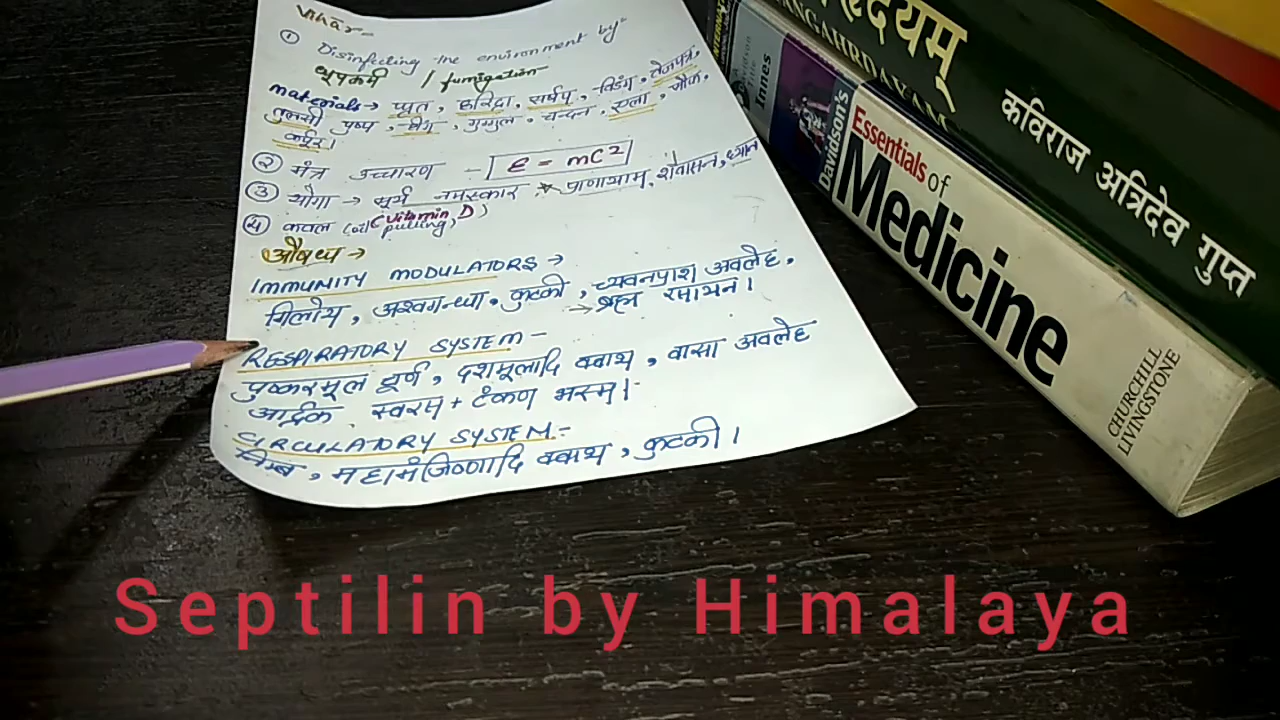 Vihār-
① Disinfecting the environment by
धूपकर्म / fumigation
materials → घृत, हरिद्रा, सर्षप, विडंग, तेजपत्र,
तुलसी पुष्प, हींग, गुग्गुल, चन्दन, एला, सौंफ,
कर्पूर।
② मंत्र उच्चारण - E = mC²
③ योगा → सूर्य नमस्कार * प्राणायाम, शवासन, ध्यान
(vitamin D)
④ कवल (oil pulling)
औषध →
IMMUNITY MODULATORS →
गिलोय, अश्वगन्धा, कुटकी, च्यवनप्राश अवलेह,
→ ब्रह्म रसायन।
RESPIRATORY SYSTEM -
पुष्करमूल चूर्ण, दशमूलादि क्वाथ, वासा अवलेह
आर्द्रक स्वरस + टंकण भस्म।
CIRCULATORY SYSTEM :-
निम्ब, महामंजिष्ठादि क्वाथ, कुटकी।
Innes
Davidson's
Essentials of
Medicine
CHURCHILL
LIVINGSTONE
हृदयम्
कविराज अत्रिदेव गुप्त
Septilin by Himalaya